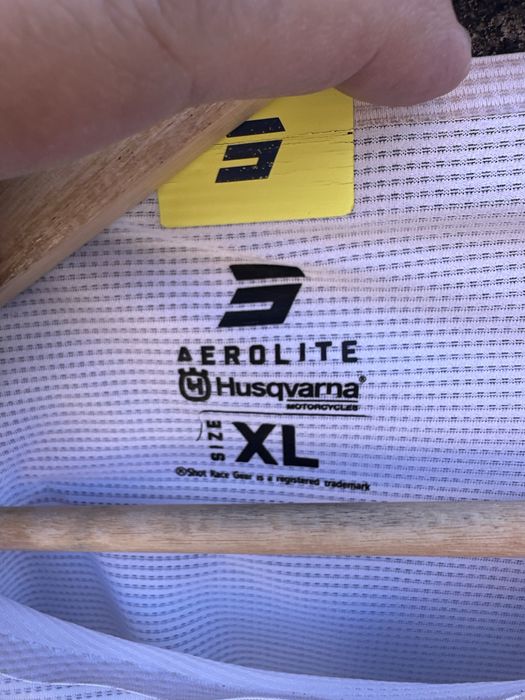 AEROLITE
Husqvarna®
MOTORCYCLES
SIZE XL
®Shot Race Gear is a registered trademark